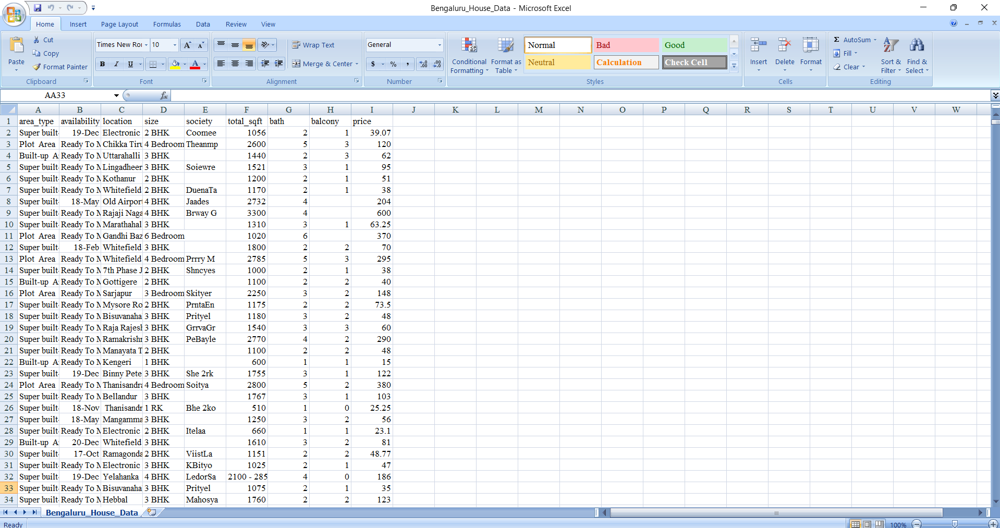 Bengaluru_House_Data - Microsoft Excel
Home Insert Page Layout Formulas Data Review View
Paste Cut Copy Format Painter Clipboard
Times New Ro 10 B I U A A Font
Wrap Text Merge & Center Alignment
General $ % , .0 .00 .00 .0 Number
Conditional Formatting Format as Table Normal Bad Good Neutral Calculation Check Cell Styles
Insert Delete Format Cells
Σ AutoSum Fill Clear Sort & Filter Find & Select Editing
AA33 fx
A B C D E F G H I J K L M N O P Q R S T U V W
1 area_type availability location size society total_sqft bath balcony price
2 Super built- 19-Dec Electronic 2 BHK Coomee 1056 2 1 39.07
3 Plot Area Ready To M Chikka Tiru 4 Bedroom Theanmp 2600 5 3 120
4 Built-up A Ready To M Uttarahalli 3 BHK 1440 2 3 62
5 Super built- Ready To M Lingadheer 3 BHK Soiewre 1521 3 1 95
6 Super built- Ready To M Kothanur 2 BHK 1200 2 1 51
7 Super built- Ready To M Whitefield 2 BHK DuenaTa 1170 2 1 38
8 Super built- 18-May Old Airport 4 BHK Jaades 2732 4 204
9 Super built- Ready To M Rajaji Naga 4 BHK Brway G 3300 4 600
10 Super built- Ready To M Marathahal 3 BHK 1310 3 1 63.25
11 Plot Area Ready To M Gandhi Baz 6 Bedroom 1020 6 370
12 Super built- 18-Feb Whitefield 3 BHK 1800 2 2 70
13 Plot Area Ready To M Whitefield 4 Bedroom Prrry M 2785 5 3 295
14 Super built- Ready To M 7th Phase J 2 BHK Shncyes 1000 2 1 38
15 Built-up A Ready To M Gottigere 2 BHK 1100 2 2 40
16 Plot Area Ready To M Sarjapur 3 Bedroom Skityer 2250 3 2 148
17 Super built- Ready To M Mysore Ro 2 BHK PrntaEn 1175 2 2 73.5
18 Super built- Ready To M Bisuvanaha 3 BHK Prityel 1180 3 2 48
19 Super built- Ready To M Raja Rajesh 3 BHK GrrvaGr 1540 3 3 60
20 Super built- Ready To M Ramakrishn 3 BHK PeBayle 2770 4 2 290
21 Super built- Ready To M Manayata T 2 BHK 1100 2 2 48
22 Built-up A Ready To M Kengeri 1 BHK 600 1 1 15
23 Super built- 19-Dec Binny Pete 3 BHK She 2rk 1755 3 1 122
24 Plot Area Ready To M Thanisandra 4 Bedroom Soitya 2800 5 2 380
25 Super built- Ready To M Bellandur 3 BHK 1767 3 1 103
26 Super built- 18-Nov Thanisandr 1 RK Bhe 2ko 510 1 0 25.25
27 Super built- 18-May Mangamma 3 BHK 1250 3 2 56
28 Super built- Ready To M Electronic 2 BHK Itelaa 660 1 1 23.1
29 Built-up A 20-Dec Whitefield 3 BHK 1610 3 2 81
30 Super built- 17-Oct Ramagonda 2 BHK ViistLa 1151 2 2 48.77
31 Super built- Ready To M Electronic 3 BHK KBityo 1025 2 1 47
32 Super built- 19-Dec Yelahanka 4 BHK LedorSa 2100 - 285 4 0 186
33 Super built- Ready To M Bisuvanaha 3 BHK Prityel 1075 2 1 35
34 Super built- Ready To M Hebbal 3 BHK Mahosya 1760 2 2 123
Bengaluru_House_Data
Ready 100%